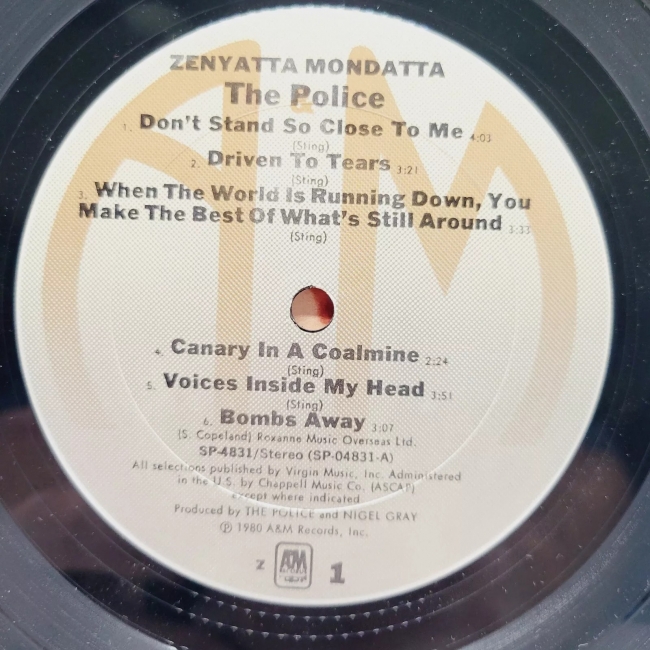 ZENYATTA MONDATTA
The Police
1. Don't Stand So Close To Me 4:03
(Sting)
2. Driven To Tears 3:21
(Sting)
3. When The World Is Running Down, You
Make The Best Of What's Still Around 3:33
(Sting)
4. Canary In A Coalmine 2:24
(Sting)
5. Voices Inside My Head 3:51
(Sting)
6. Bombs Away 3:07
(S. Copeland) Roxanne Music Overseas Ltd.
SP-4831/Stereo (SP-04831-A)
All selections published by Virgin Music, Inc. Administered
in the U.S. by Chappell Music Co. (ASCAP)
except where indicated
Produced by THE POLICE and NIGEL GRAY
℗ 1980 A&M Records, Inc.
Z A&M 1